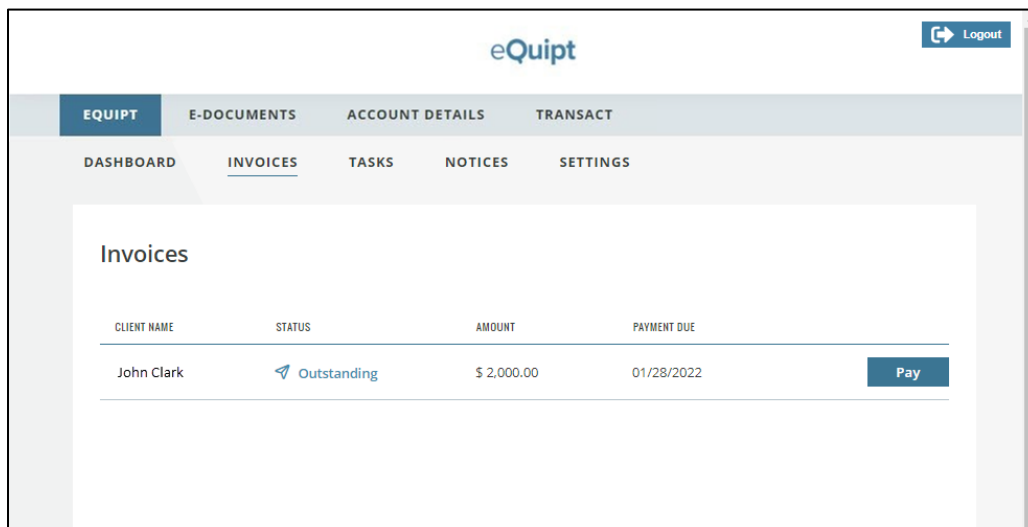 eQuipt
Logout
EQUIPT E-DOCUMENTS ACCOUNT DETAILS TRANSACT
DASHBOARD INVOICES TASKS NOTICES SETTINGS
Invoices
CLIENT NAME STATUS AMOUNT PAYMENT DUE
John Clark Outstanding $ 2,000.00 01/28/2022 Pay